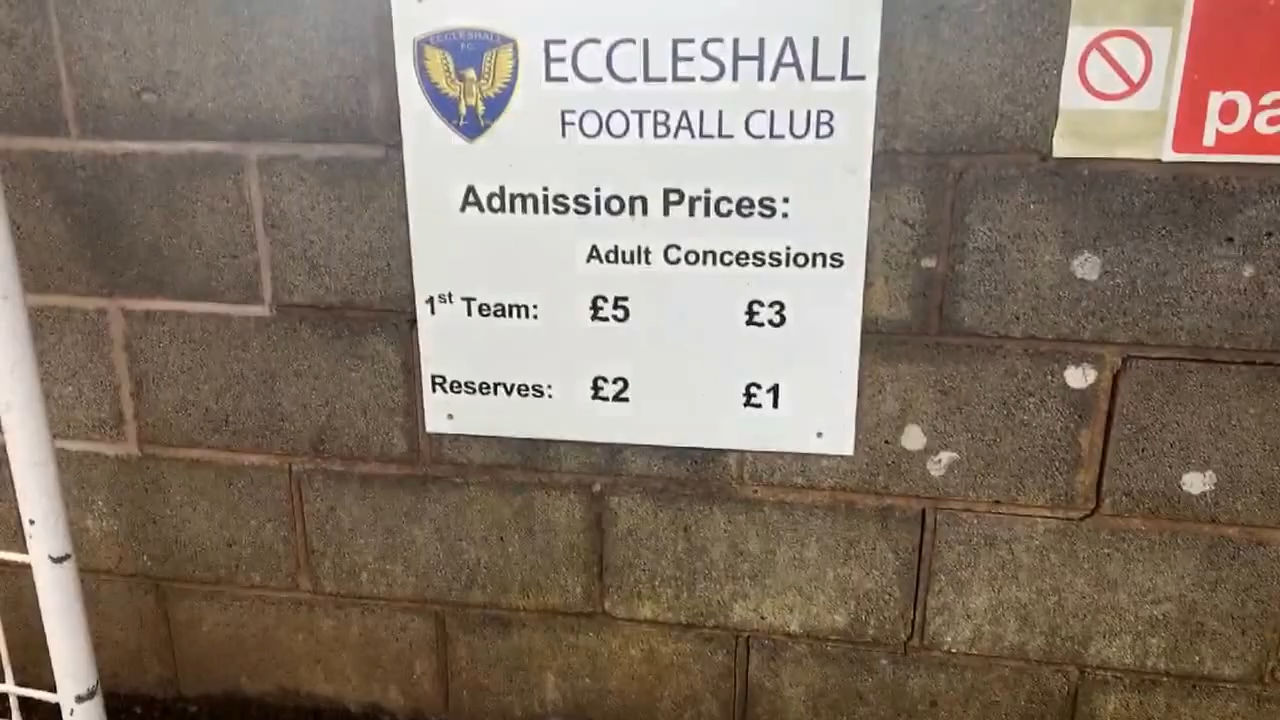 ECCLESHALL
F.C.
ECCLESHALL
FOOTBALL CLUB
Admission Prices:
Adult Concessions
1st Team: £5 £3
Reserves: £2 £1
pa